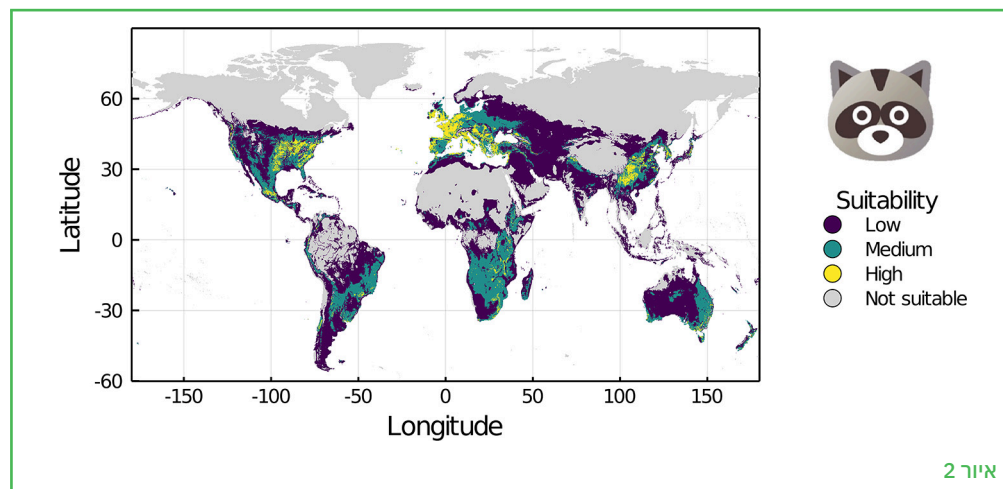 60
30
0
-30
-60
Latitude
-150
-100
-50
0
50
100
150
Longitude
Suitability
Low
Medium
High
Not suitable
איור 2